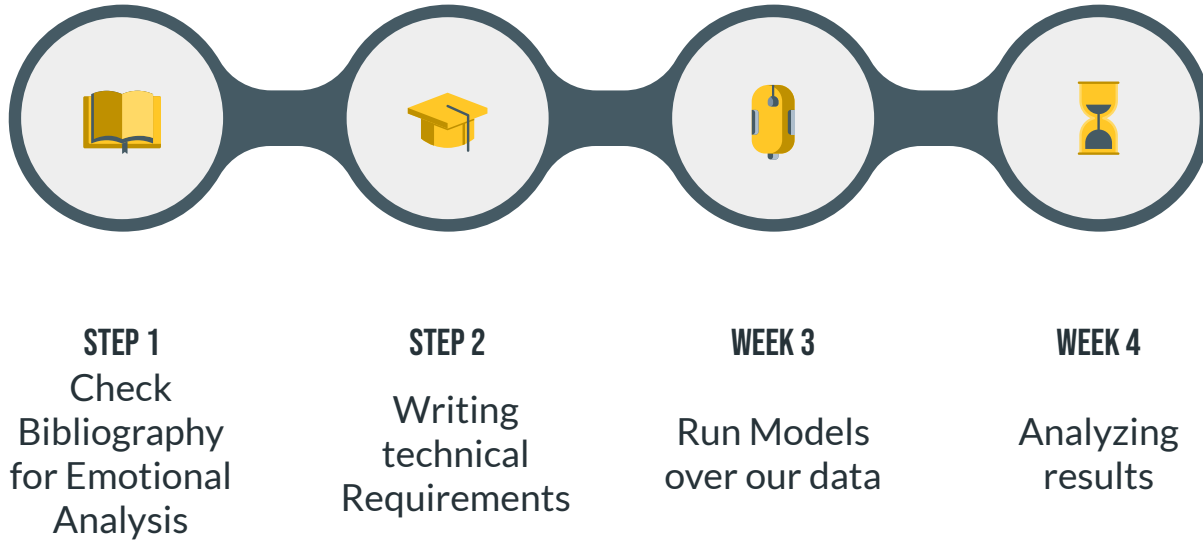 STEP 1
Check
Bibliography
for Emotional
Analysis
STEP 2
Writing
technical
Requirements
WEEK 3
Run Models
over our data
WEEK 4
Analyzing
results